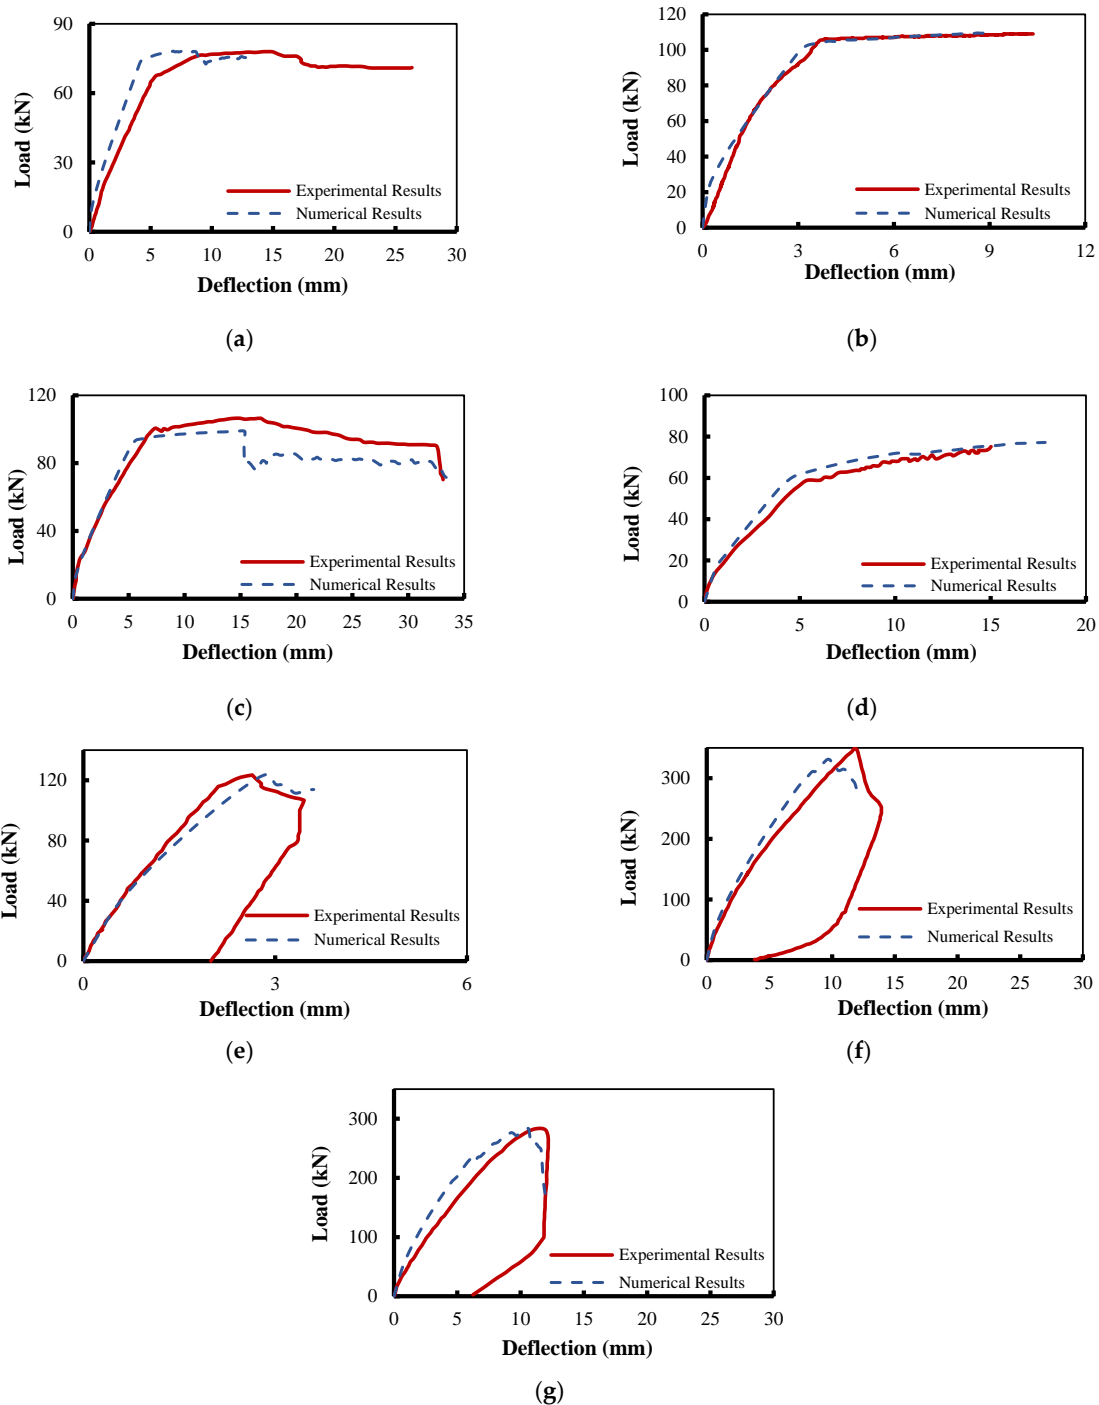 90
60
30
0
0 5 10 15 20 25 30
Load (kN)
Deflection (mm)
Experimental Results
Numerical Results
(a)
120
100
80
60
40
20
0
0 3 6 9 12
Load (kN)
Deflection (mm)
Experimental Results
Numerical Results
(b)
120
80
40
0
0 5 10 15 20 25 30 35
Load (kN)
Deflection (mm)
Experimental Results
Numerical Results
(c)
100
80
60
40
20
0
0 5 10 15 20
Load (kN)
Deflection (mm)
Experimental Results
Numerical Results
(d)
120
80
40
0
0 3 6
Load (kN)
Deflection (mm)
Experimental Results
Numerical Results
(e)
300
200
100
0
0 5 10 15 20 25 30
Load (kN)
Deflection (mm)
Experimental Results
Numerical Results
(f)
300
200
100
0
0 5 10 15 20 25 30
Load (kN)
Deflection (mm)
Experimental Results
Numerical Results
(g)